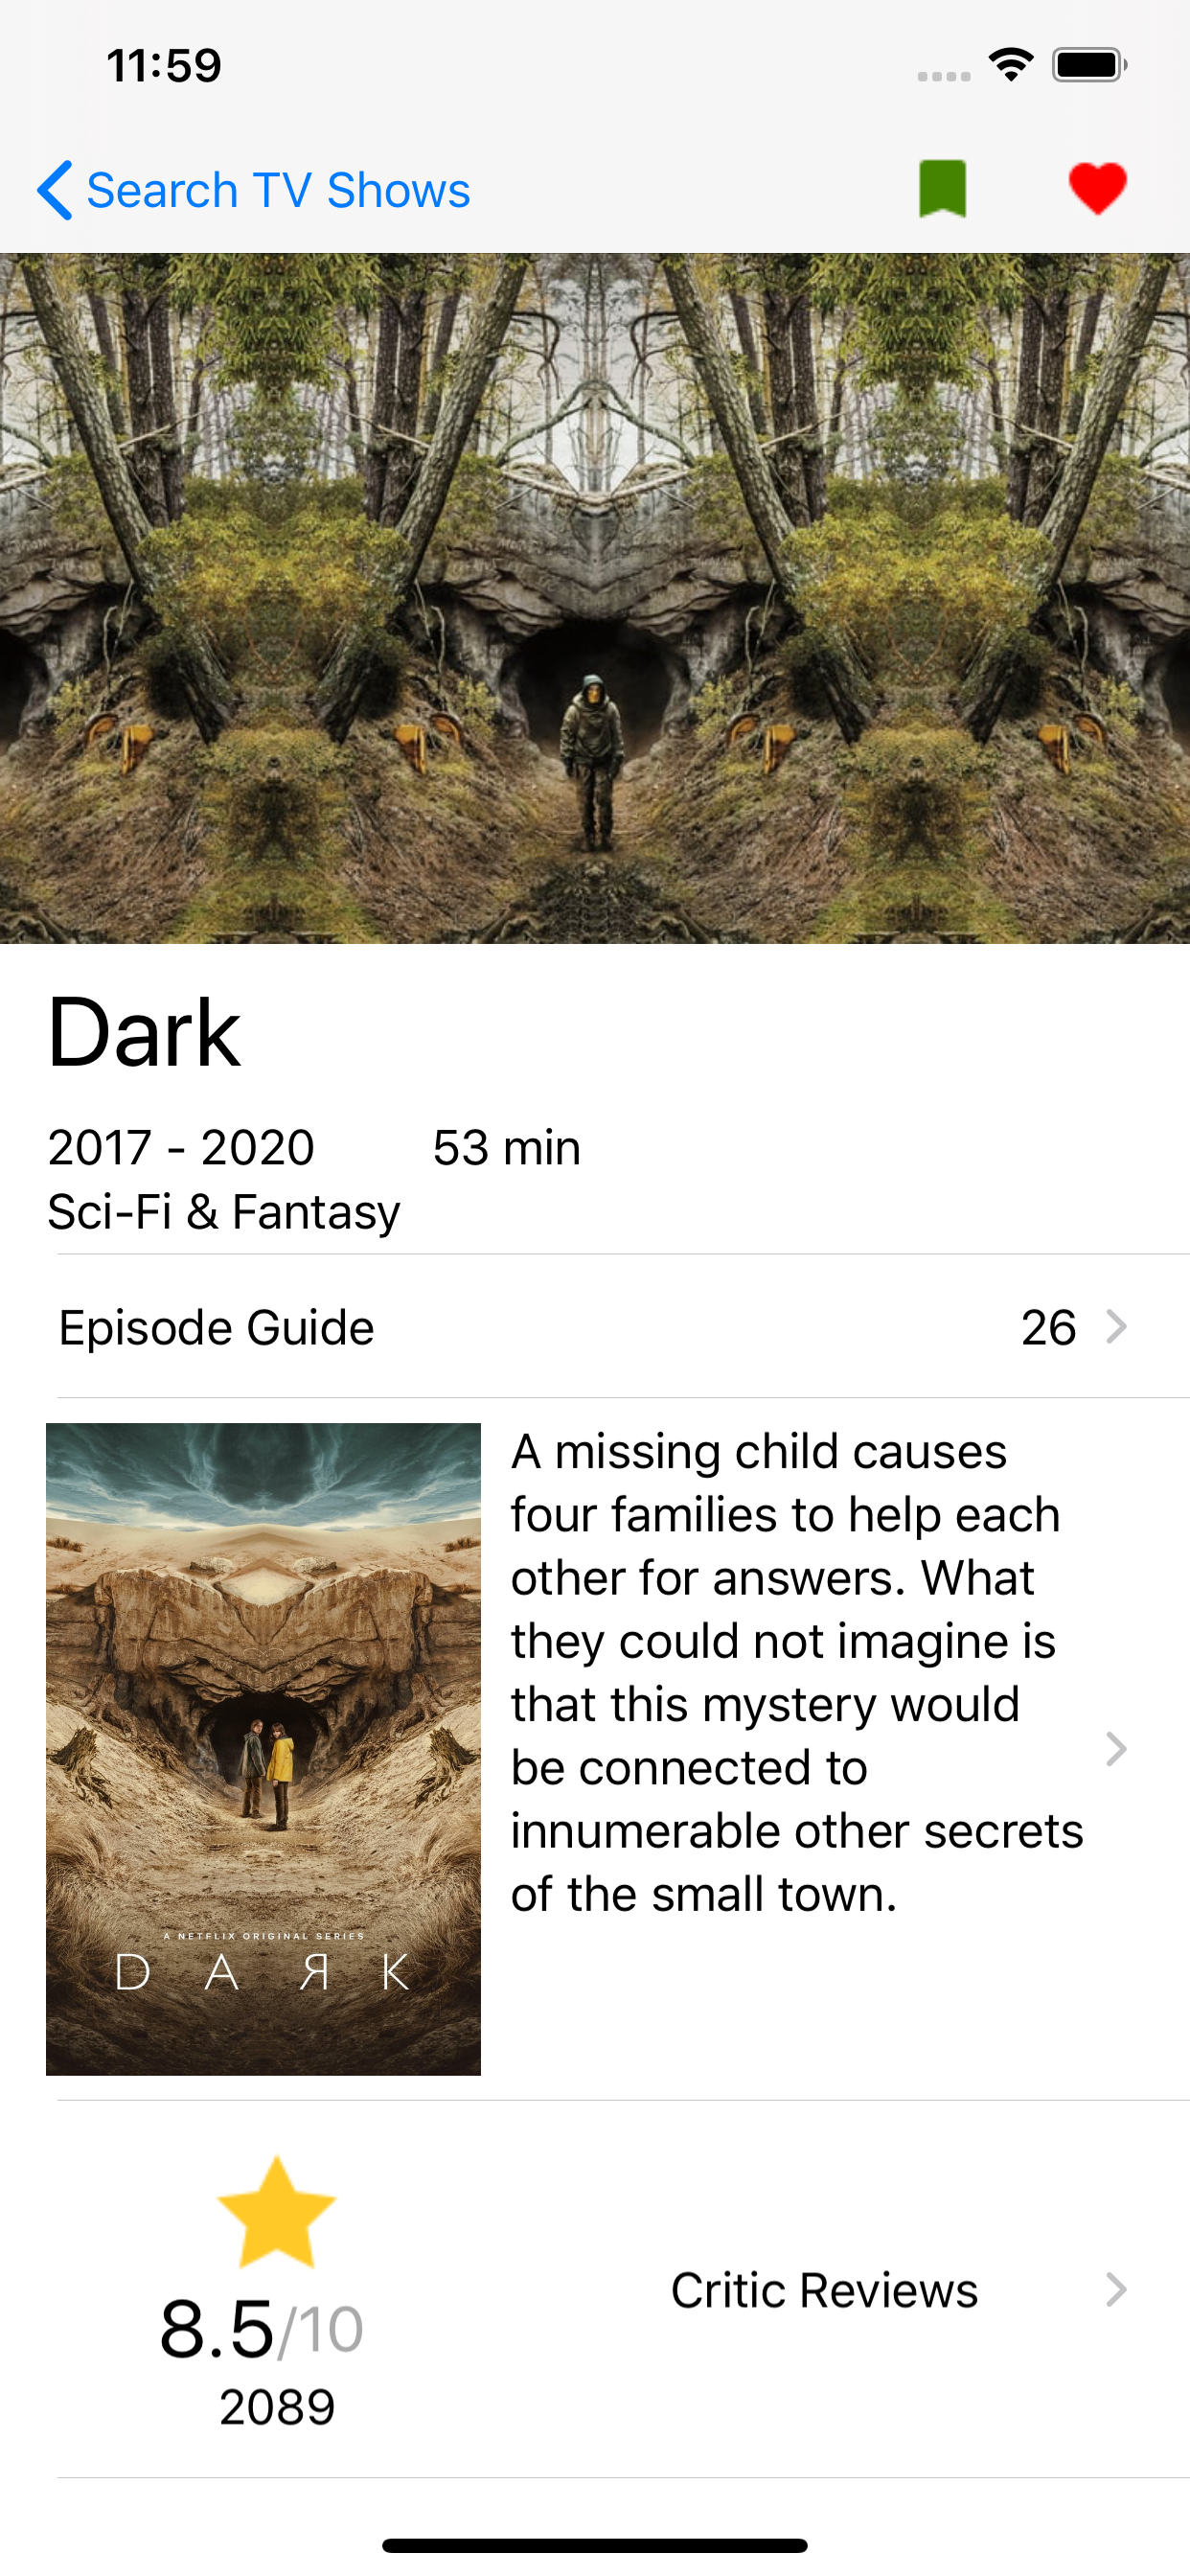 11:59
Search TV Shows
Dark
2017 - 2020 53 min
Sci-Fi & Fantasy
Episode Guide 26
A missing child causes
four families to help each
other for answers. What
they could not imagine is
that this mystery would
be connected to
innumerable other secrets
of the small town.
A NETFLIX ORIGINAL SERIES
D A Я K
8.5/10
2089
Critic Reviews